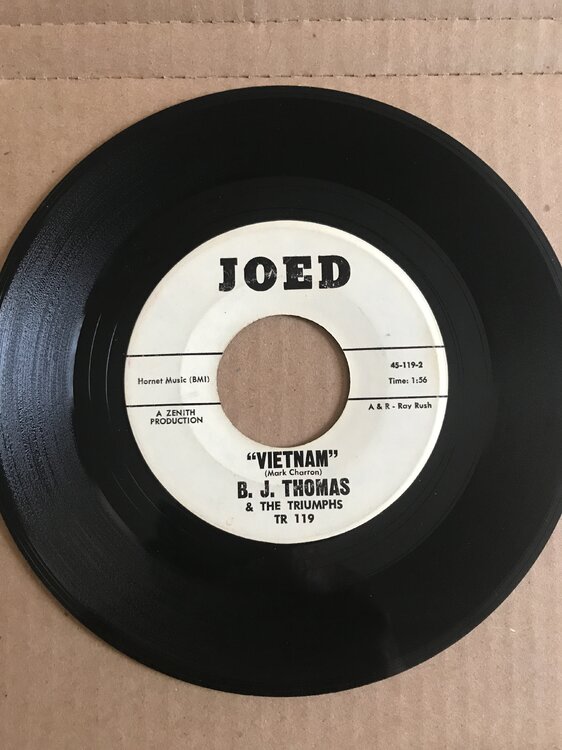 JOED
45-119-2
Hornet Music (BMI)
Time: 1:56
A & R - Ray Rush
A ZENITH
PRODUCTION
"VIETNAM"
(Mark Charron)
B. J. THOMAS
& THE TRIUMPHS
TR 119